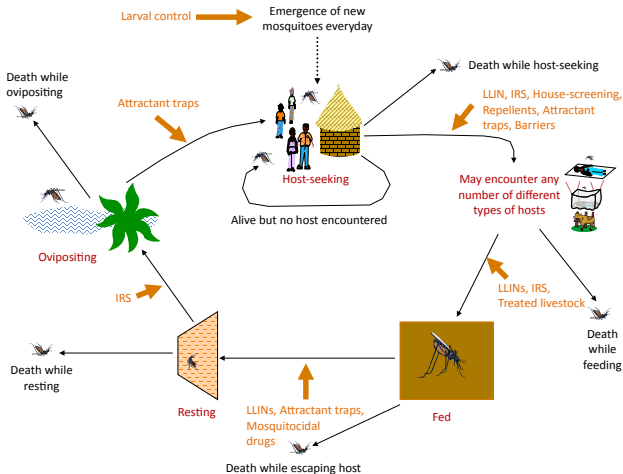 Larval control
Emergence of new
mosquitoes everyday
Death while
ovipositing
Attractant traps
Death while host-seeking
LLIN, IRS, House-screening,
Repellents, Attractant
traps, Barriers
Host-seeking
May encounter any
number of different
types of hosts
Alive but no host encountered
Ovipositing
IRS
LLINs, IRS,
Treated livestock
Death
while
feeding
Death while
resting
Resting
LLINs, Attractant traps,
Mosquitocidal
drugs
Fed
Death while escaping host